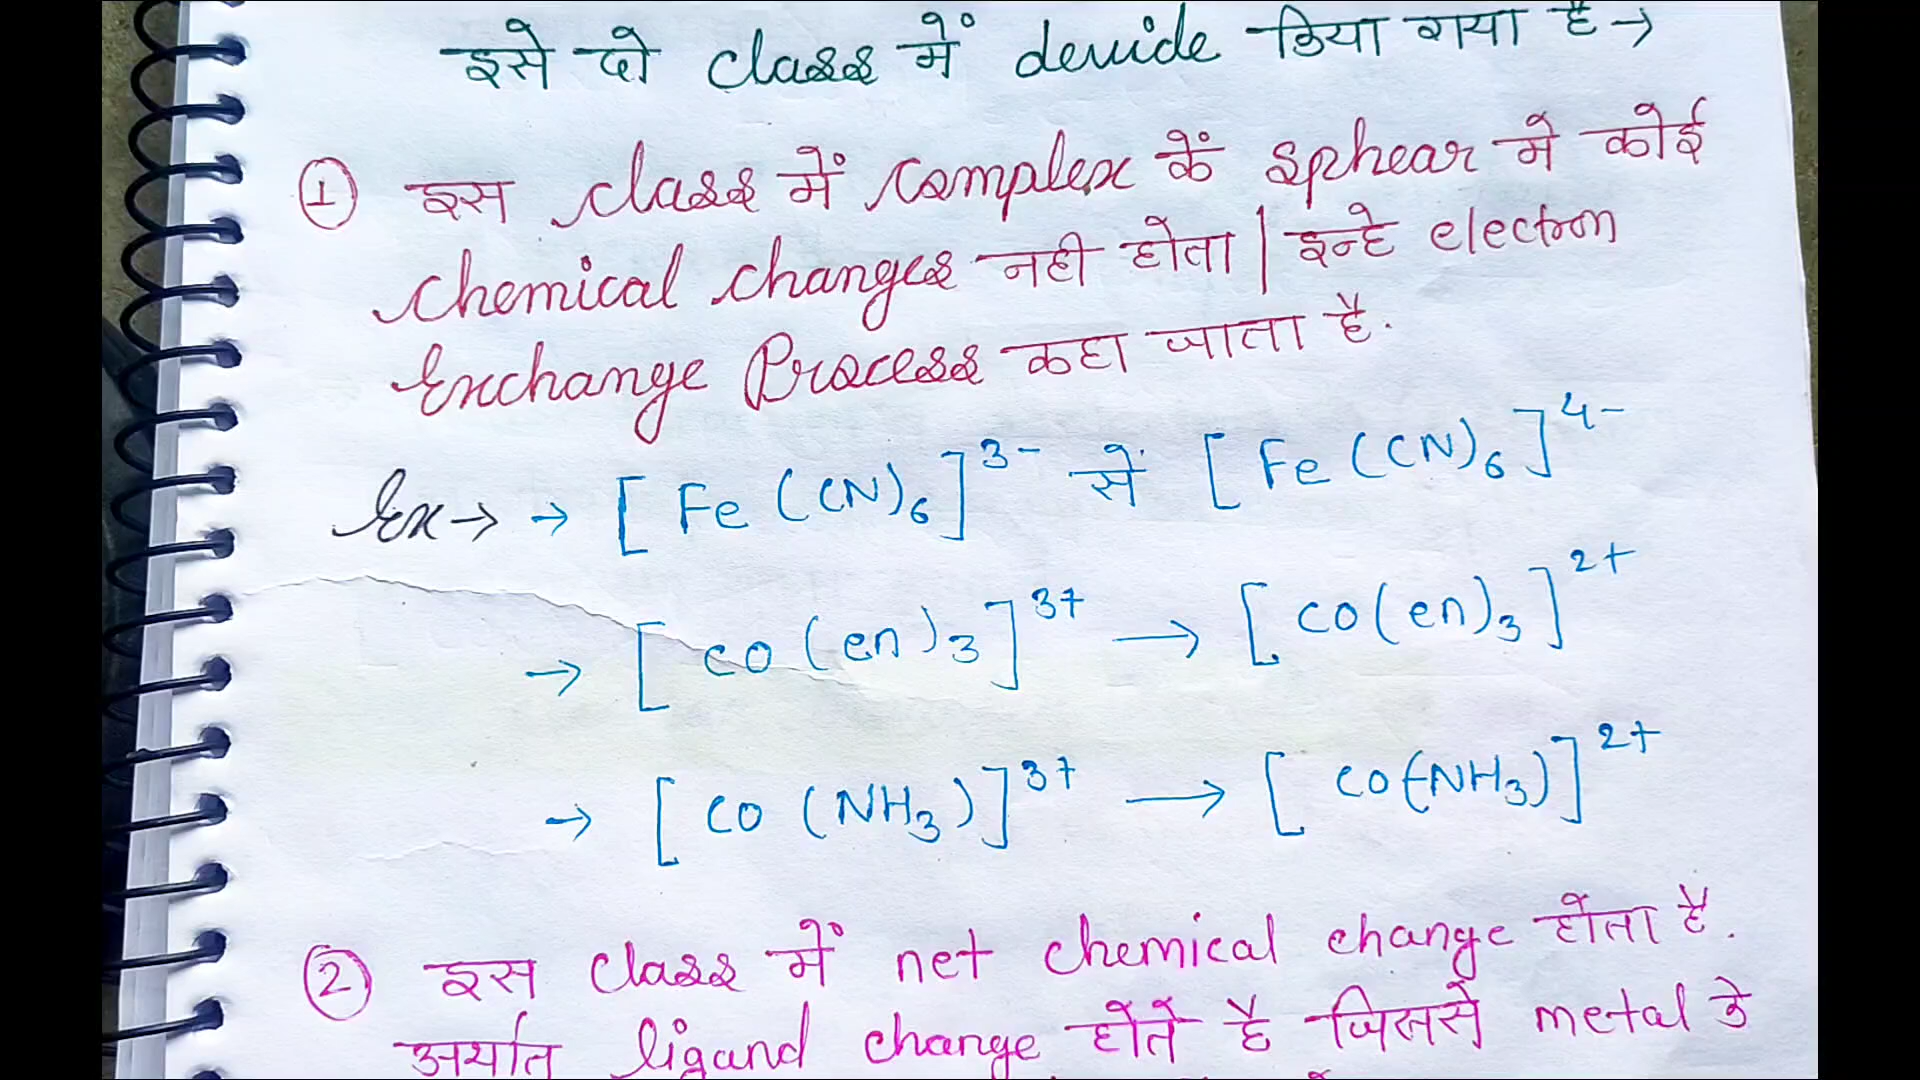 इसे दो class में devide किया गया है →
① इस class में complex कें sphear मे कोई
chemical changes नही होता | इन्हे electron
Exchange Process कहा जाता है.
Ex → → [Fe(CN)₆]³⁻ से [Fe(CN)₆]⁴⁻
→ [CO(en)₃]³⁺ → [CO(en)₃]²⁺
→ [CO(NH₃)]³⁺ → [CO(NH₃)]²⁺
② इस class में net chemical change होता है.
अर्थात ligand change होते है जिससे metal के